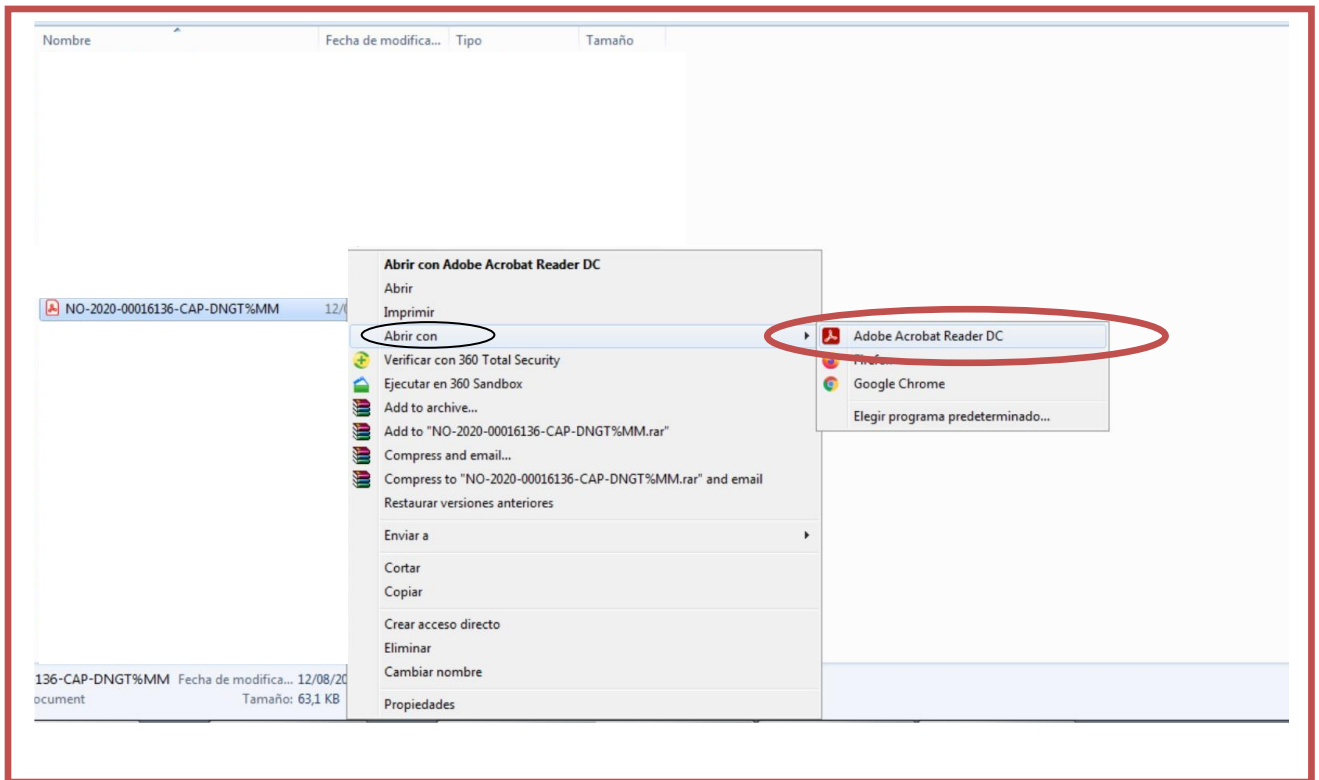 Nombre Fecha de modifica... Tipo Tamaño
Abrir con Adobe Acrobat Reader DC
Abrir
NO-2020-00016136-CAP-DNGT%MM 12/0
Imprimir
Abrir con
Adobe Acrobat Reader DC
Verificar con 360 Total Security
Firefox
Ejecutar en 360 Sandbox
Google Chrome
Add to archive...
Elegir programa predeterminado...
Add to "NO-2020-00016136-CAP-DNGT%MM.rar"
Compress and email...
Compress to "NO-2020-00016136-CAP-DNGT%MM.rar" and email
Restaurar versiones anteriores
Enviar a
Cortar
Copiar
Crear acceso directo
Eliminar
Cambiar nombre
136-CAP-DNGT%MM Fecha de modifica... 12/08/20
ocument Tamaño: 63,1 KB
Propiedades